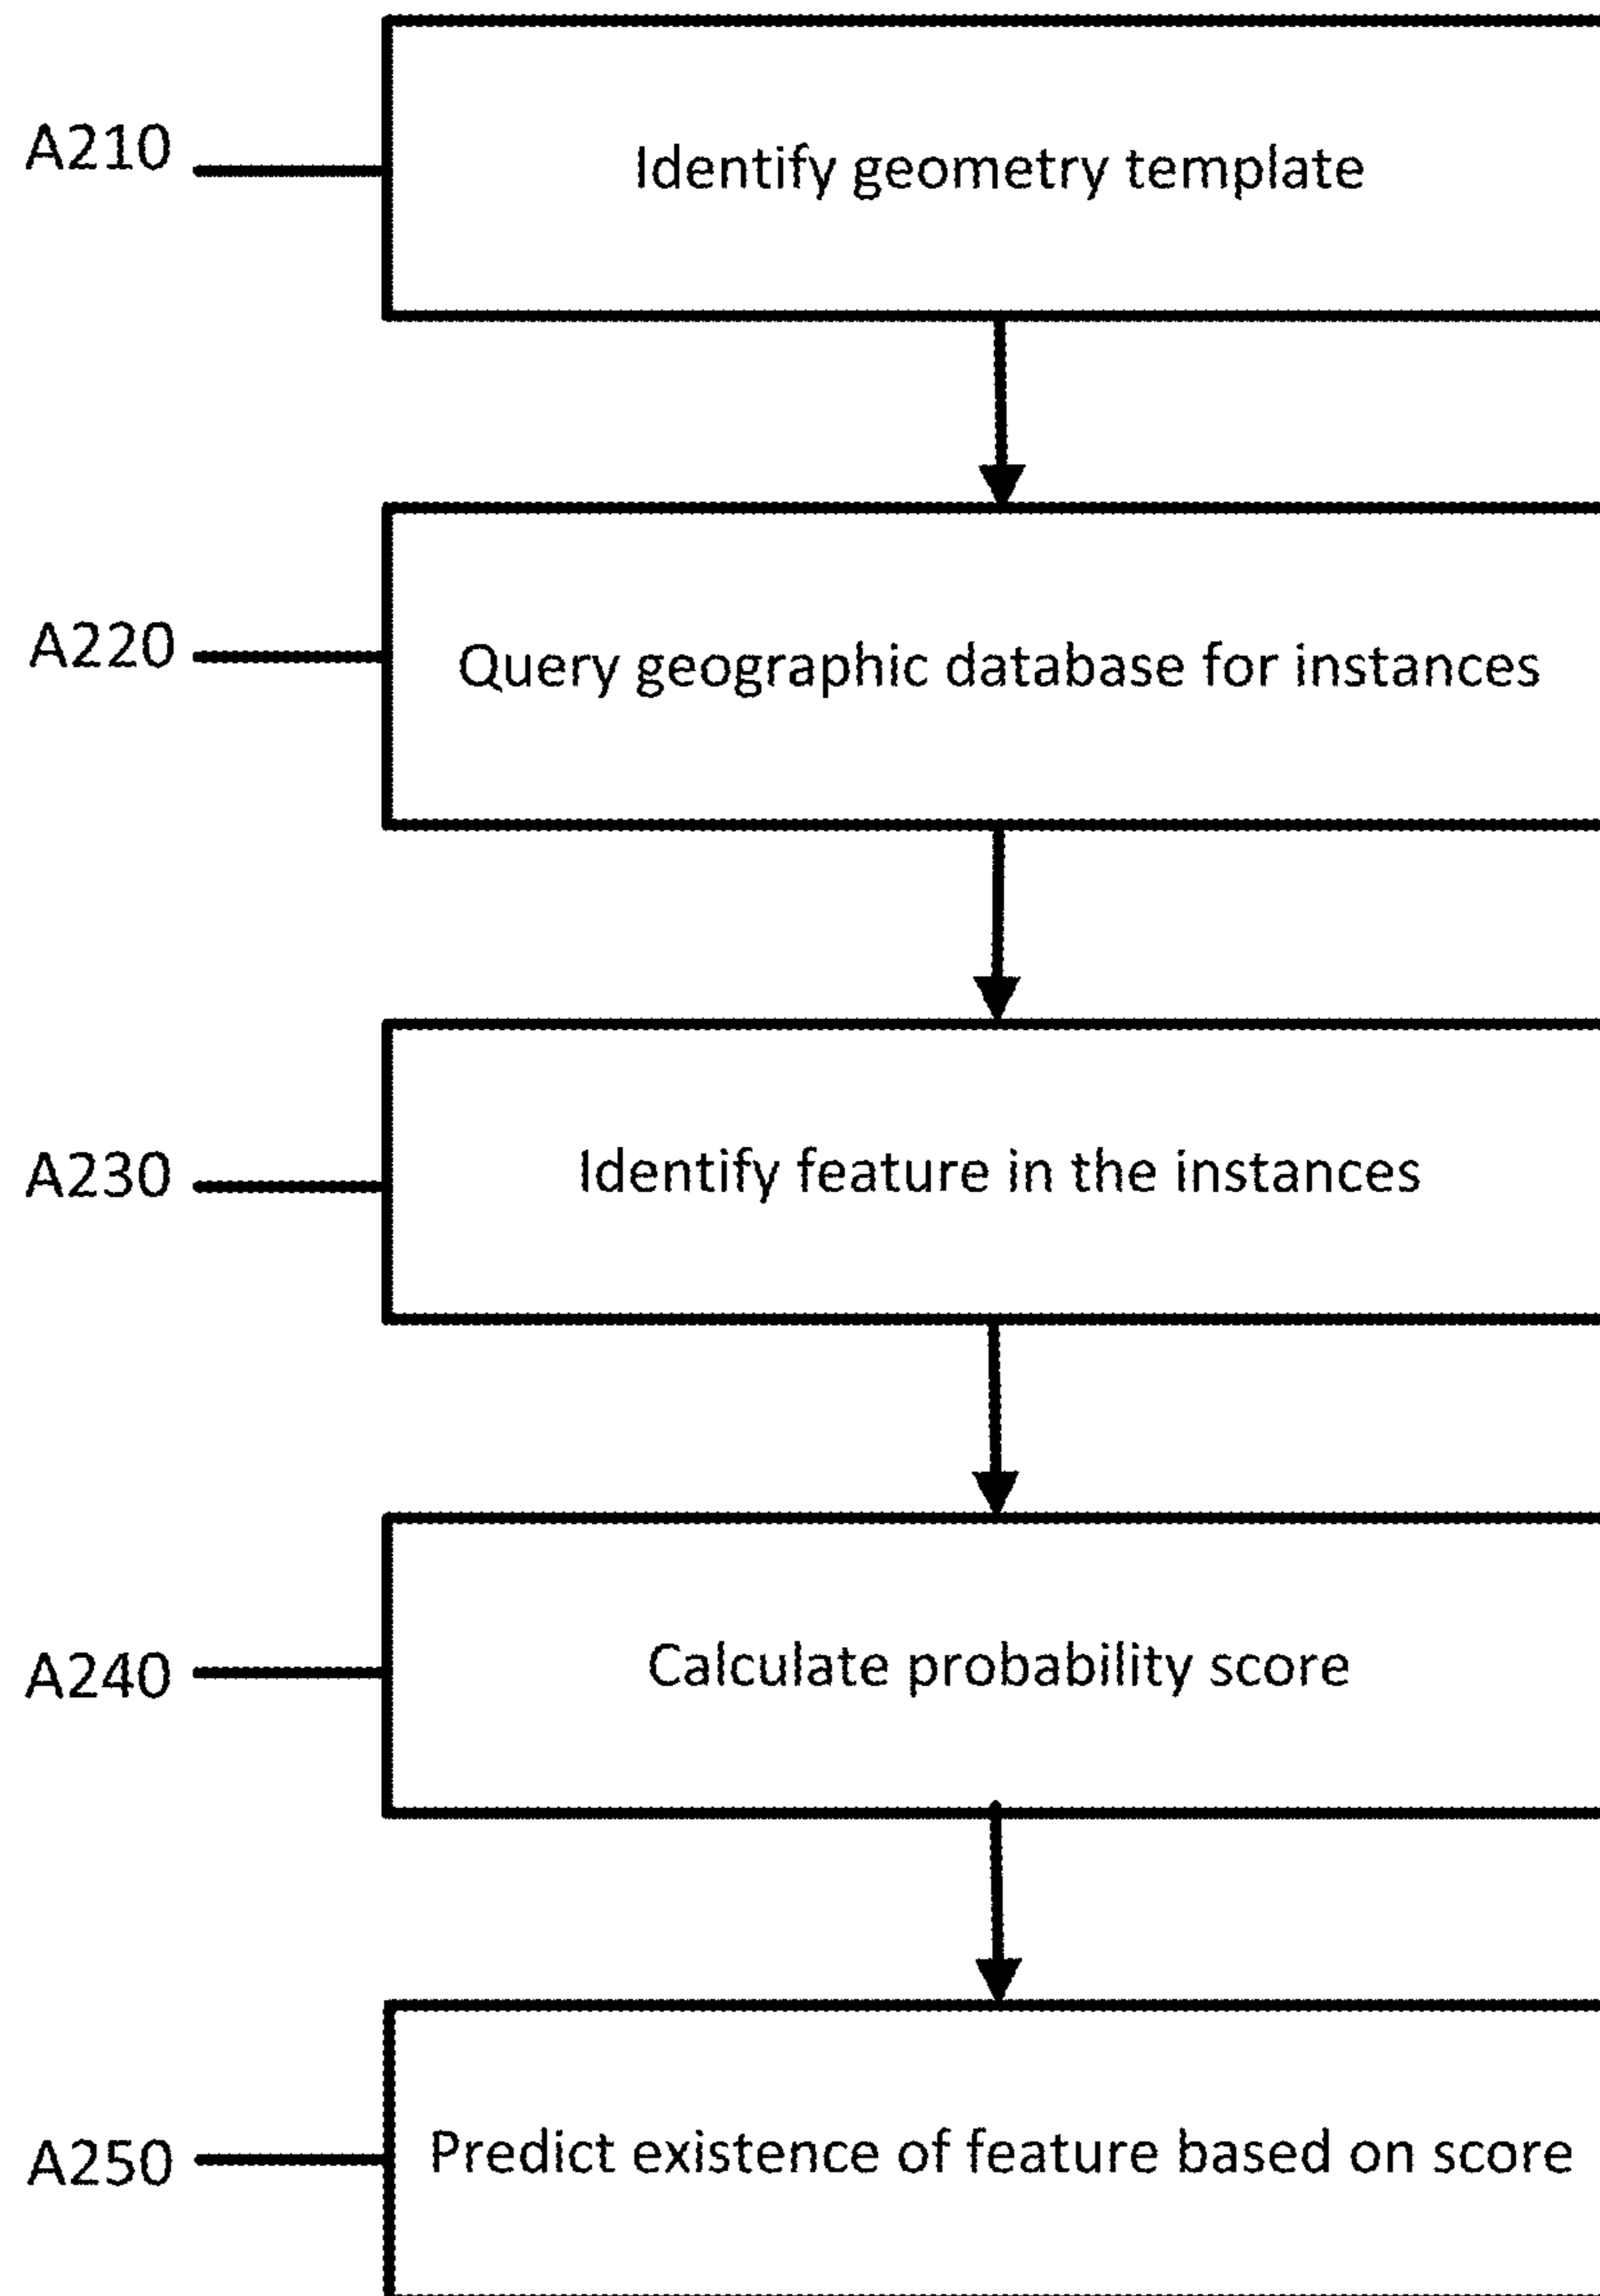 A210
Identify geometry template
A220
Query geographic database for instances
A230
Identify feature in the instances
A240
Calculate probability score
A250
Predict existence of feature based on score